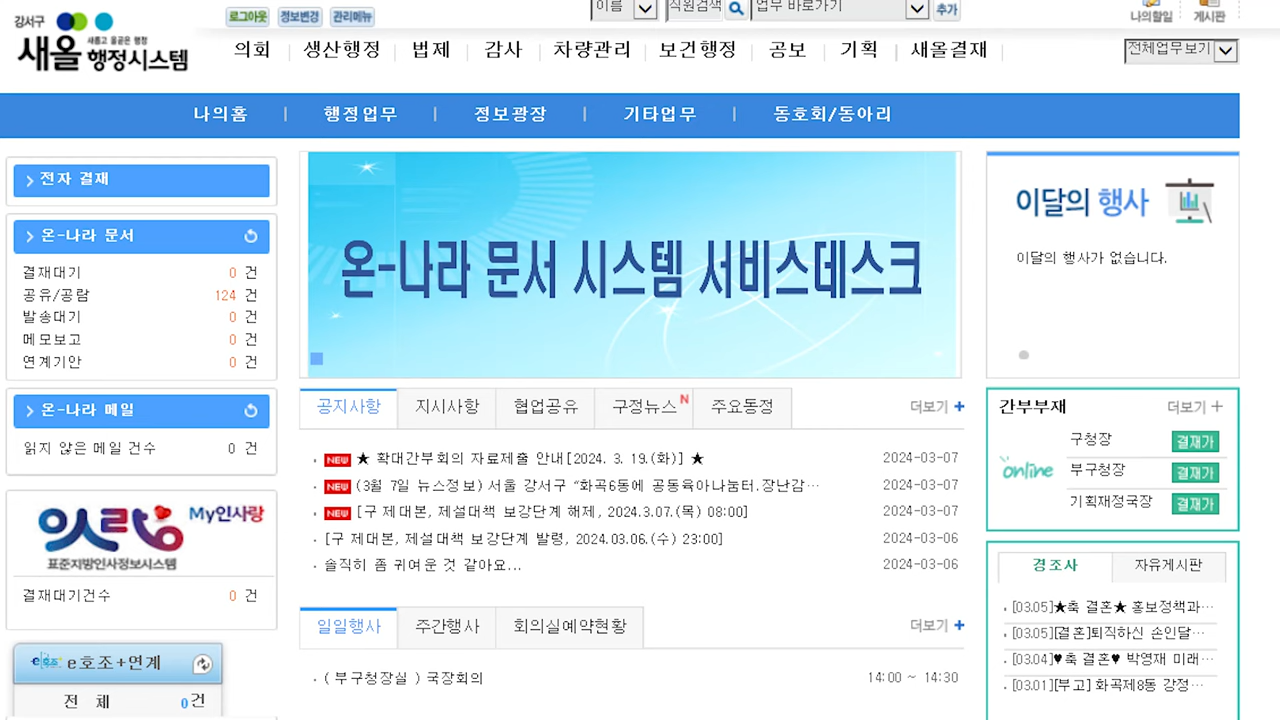 강서구
새올 행정시스템
새롭고 올곧은 행정
로그아웃 정보변경 관리메뉴
이름 직원검색 업무 바로가기 추가
나의할일 게시판
의회 생산행정 법제 감사 차량관리 보건행정 공보 기획 새올결재
전체업무보기
나의홈 행정업무 정보광장 기타업무 동호회/동아리
전자 결재
온-나라 문서
결재대기 0 건
공유/공람 124 건
발송대기 0 건
메모보고 0 건
연계기안 0 건
온-나라 메일
읽지 않은 메일 건수 0 건
인사랑 My인사랑
표준지방인사정보시스템
결재대기건수 0 건
e호조 e호조+연계
전 체 0건
온-나라 문서 시스템 서비스데스크
공지사항 지시사항 협업공유 구정뉴스 N 주요동정 더보기 +
NEW ★ 확대간부회의 자료제출 안내[2024. 3. 19.(화)] ★ 2024-03-07
NEW (3월 7일 뉴스정보) 서울 강서구 “화곡6동에 공동육아나눔터.장난감… 2024-03-07
NEW [구 제대본, 제설대책 보강단계 해제, 2024.3.07.(목) 08:00] 2024-03-07
[구 제대본, 제설대책 보강단계 발령, 2024.03.06.(수) 23:00] 2024-03-06
솔직히 좀 귀여운 것 같아요... 2024-03-06
일일행사 주간행사 회의실예약현황 더보기 +
( 부구청장실 ) 국장회의 14:00 ~ 14:30
이달의 행사
이달의 행사가 없습니다.
간부부재 더보기 +
online
구청장 결재가
부구청장 결재가
기획재정국장 결재가
경조사 자유게시판
[03.05]★축 결혼★ 홍보정책과…
[03.05][결혼]퇴직하신 손인달…
[03.04]♥축 결혼♥ 박영재 미래…
[03.01][부고] 화곡제8동 강정…